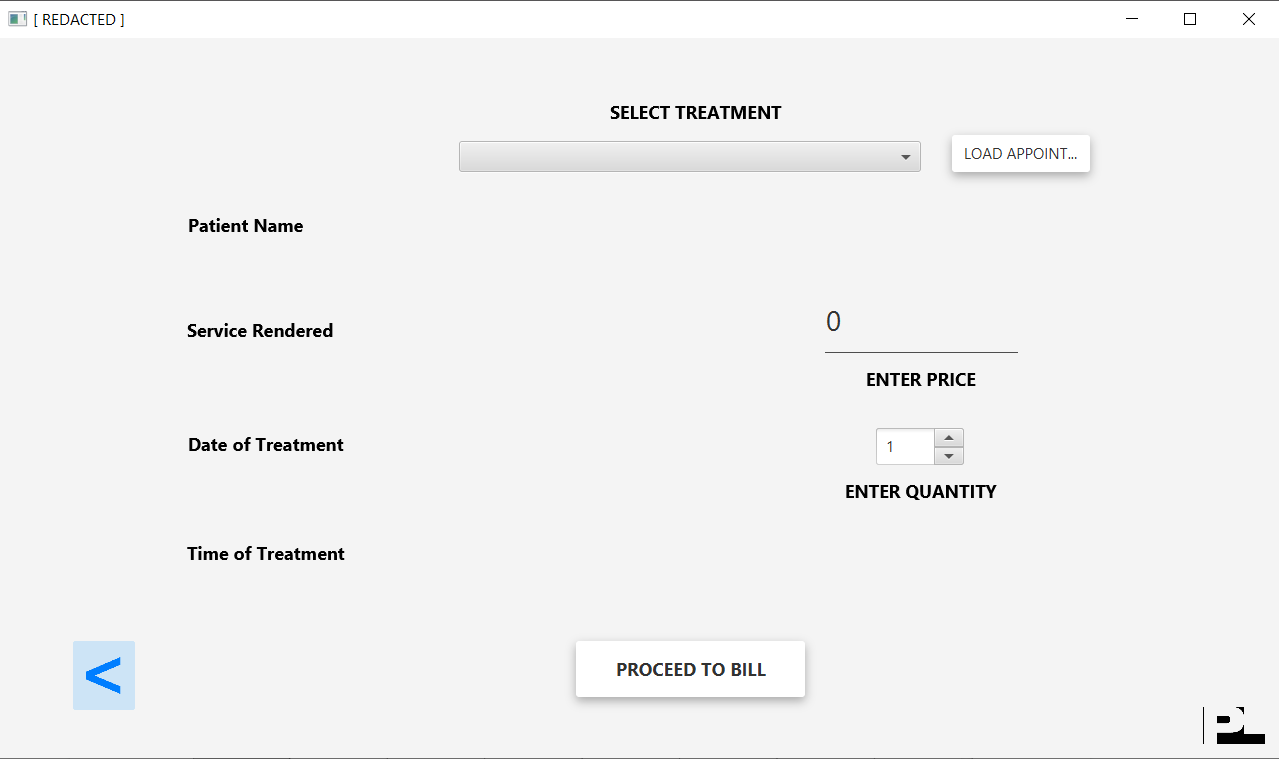 [ REDACTED ]
SELECT TREATMENT
LOAD APPOINT...
Patient Name
0
Service Rendered
ENTER PRICE
Date of Treatment
1
ENTER QUANTITY
Time of Treatment
<
PROCEED TO BILL